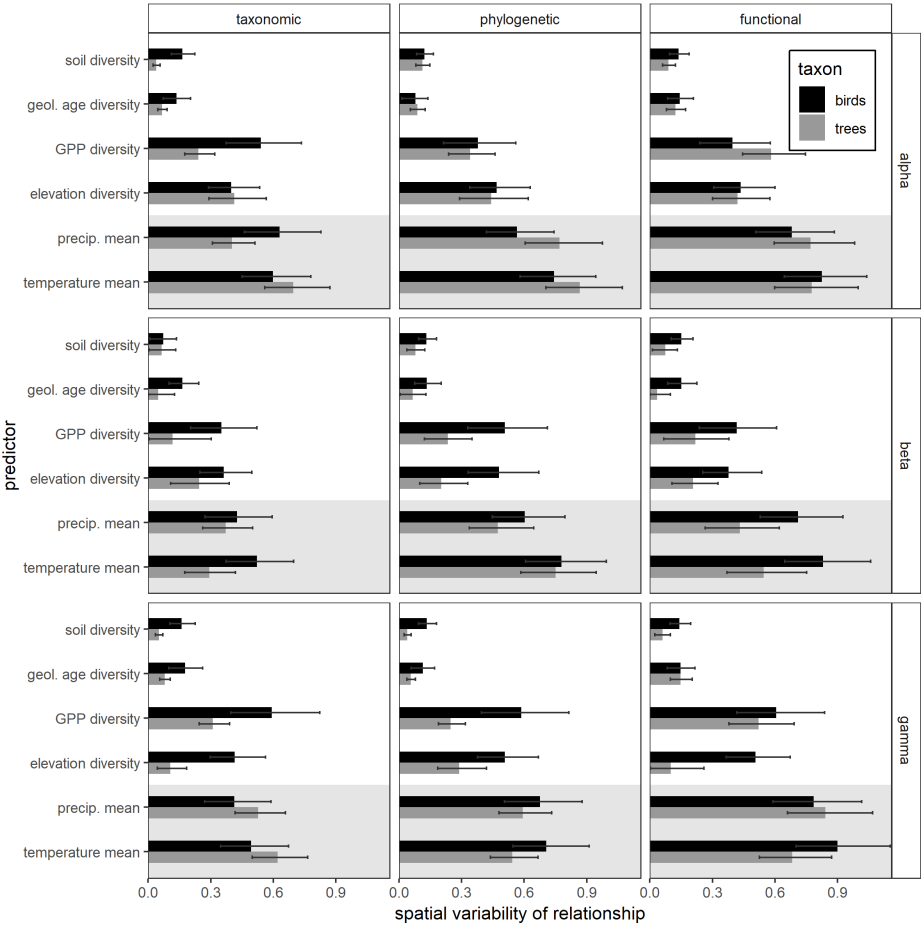 taxonomic phylogenetic functional
soil diversity
geol. age diversity
GPP diversity
elevation diversity
precip. mean
temperature mean
alpha
taxon
birds
trees
soil diversity
geol. age diversity
GPP diversity
elevation diversity
precip. mean
temperature mean
beta
predictor
soil diversity
geol. age diversity
GPP diversity
elevation diversity
precip. mean
temperature mean
gamma
0.0 0.3 0.6 0.9 0.0 0.3 0.6 0.9 0.0 0.3 0.6 0.9
spatial variability of relationship